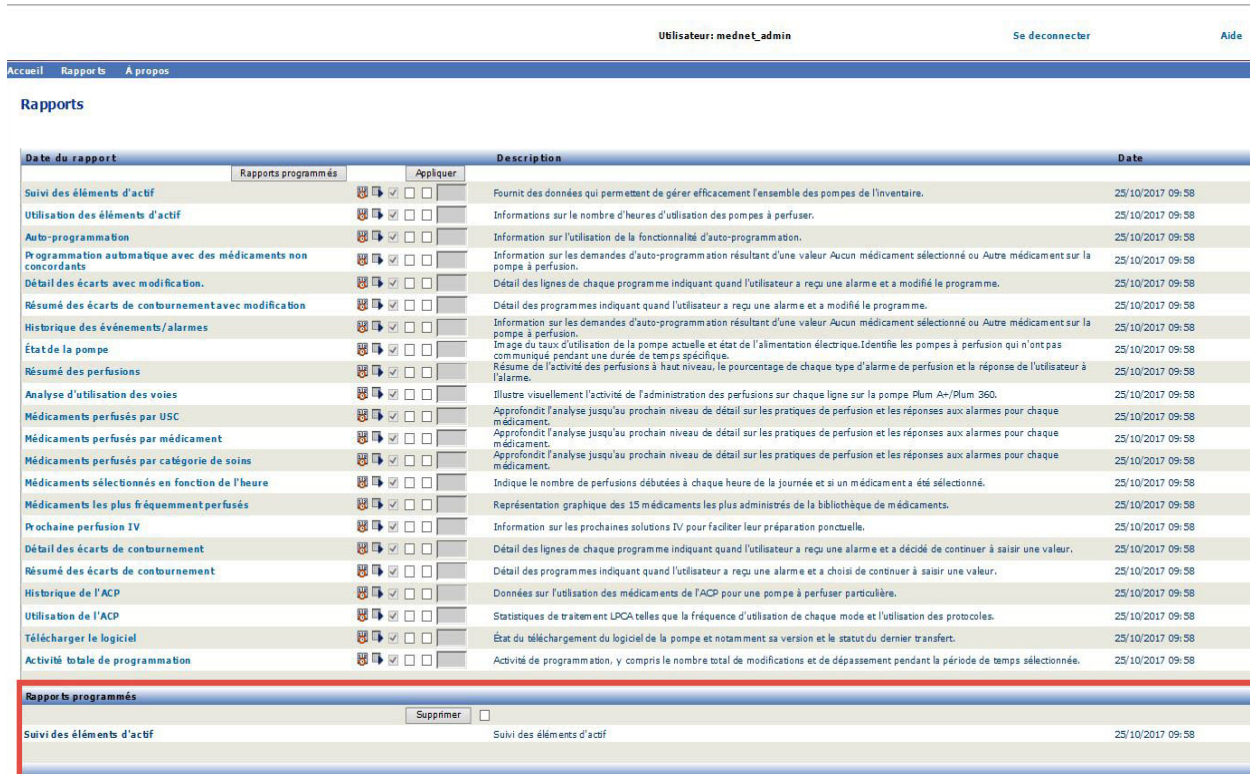 Utilisateur: mednet_admin Se deconnecter Aide
Accueil Rapports À propos
Rapports
Date du rapport Description Date
Rapports programmés Appliquer
Suivi des éléments d'actif Fournit des données qui permettent de gérer efficacement l'ensemble des pompes de l'inventaire. 25/10/2017 09:58
Utilisation des éléments d'actif Informations sur le nombre d'heures d'utilisation des pompes à perfuser. 25/10/2017 09:58
Auto-programmation Information sur l'utilisation de la fonctionnalité d'auto-programmation. 25/10/2017 09:58
Programmation automatique avec des médicaments non
concordants
Information sur les demandes d'auto-programmation résultant d'une valeur Aucun médicament sélectionné ou Autre médicament sur la
pompe à perfusion.
25/10/2017 09:58
Détail des écarts avec modification. Détail des lignes de chaque programme indiquant quand l'utilisateur a reçu une alarme et a modifié le programme. 25/10/2017 09:58
Résumé des écarts de contournement avec modification Détail des programmes indiquant quand l'utilisateur a reçu une alarme et a modifié le programme. 25/10/2017 09:58
Historique des événements/alarmes
Information sur les demandes d'auto-programmation résultant d'une valeur Aucun médicament sélectionné ou Autre médicament sur la
pompe à perfusion.
25/10/2017 09:58
État de la pompe
Image du taux d'utilisation de la pompe actuelle et état de l'alimentation électrique.Identifie les pompes à perfusion qui n'ont pas
communiqué pendant une durée de temps spécifique.
25/10/2017 09:58
Résumé des perfusions
Résume de l'activité des perfusions à haut niveau, le pourcentage de chaque type d'alarme de perfusion et la réponse de l'utilisateur à
l'alarme.
25/10/2017 09:58
Analyse d'utilisation des voies Illustre visuellement l'activité de l'administration des perfusions sur chaque ligne sur la pompe Plum A+/Plum 360. 25/10/2017 09:58
Médicaments perfusés par USC
Approfondit l'analyse jusqu'au prochain niveau de détail sur les pratiques de perfusion et les réponses aux alarmes pour chaque
médicament.
25/10/2017 09:58
Médicaments perfusés par médicament
Approfondit l'analyse jusqu'au prochain niveau de détail sur les pratiques de perfusion et les réponses aux alarmes pour chaque
médicament.
25/10/2017 09:58
Médicaments perfusés par catégorie de soins
Approfondit l'analyse jusqu'au prochain niveau de détail sur les pratiques de perfusion et les réponses aux alarmes pour chaque
médicament.
25/10/2017 09:58
Médicaments sélectionnés en fonction de l'heure Indique le nombre de perfusions débutées à chaque heure de la journée et si un médicament a été sélectionné. 25/10/2017 09:58
Médicaments les plus fréquemment perfusés Représentation graphique des 15 médicaments les plus administrés de la bibliothèque de médicaments. 25/10/2017 09:58
Prochaine perfusion IV Information sur les prochaines solutions IV pour faciliter leur préparation ponctuelle. 25/10/2017 09:58
Détail des écarts de contournement Détail des lignes de chaque programme indiquant quand l'utilisateur a reçu une alarme et a décidé de continuer à saisir une valeur. 25/10/2017 09:58
Résumé des écarts de contournement Détail des programmes indiquant quand l'utilisateur a reçu une alarme et a choisi de continuer à saisir une valeur. 25/10/2017 09:58
Historique de l'ACP Données sur l'utilisation des médicaments de l'ACP pour une pompe à perfuser particulière. 25/10/2017 09:58
Utilisation de l'ACP Statistiques de traitement LPCA telles que la fréquence d'utilisation de chaque mode et l'utilisation des protocoles. 25/10/2017 09:58
Télécharger le logiciel État du téléchargement du logiciel de la pompe et notamment sa version et le statut du dernier transfert. 25/10/2017 09:58
Activité totale de programmation Activité de programmation, y compris le nombre total de modifications et de dépassement pendant la période de temps sélectionnée. 25/10/2017 09:58
Rapports programmés
Supprimer
Suivi des éléments d'actif Suivi des éléments d'actif 25/10/2017 09:58